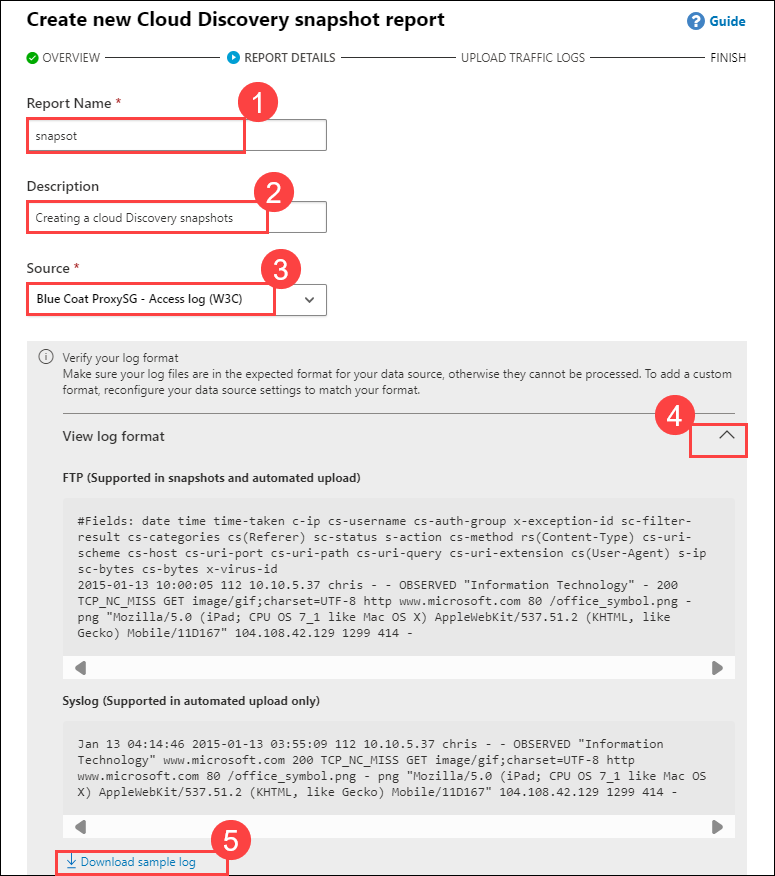 Create new Cloud Discovery snapshot report
? Guide
OVERVIEW REPORT DETAILS UPLOAD TRAFFIC LOGS FINISH
Report Name * 1
snapsot
Description 2
Creating a cloud Discovery snapshots
Source * 3
Blue Coat ProxySG - Access log (W3C)
Verify your log format
Make sure your log files are in the expected format for your data source, otherwise they cannot be processed. To add a custom
format, reconfigure your data source settings to match your format.
4
View log format
FTP (Supported in snapshots and automated upload)
#Fields: date time time-taken c-ip cs-username cs-auth-group x-exception-id sc-filter-
result cs-categories cs(Referer) sc-status s-action cs-method rs(Content-Type) cs-uri-
scheme cs-host cs-uri-port cs-uri-path cs-uri-query cs-uri-extension cs(User-Agent) s-ip
sc-bytes cs-bytes x-virus-id
2015-01-13 10:00:05 112 10.10.5.37 chris - - OBSERVED "Information Technology" - 200
TCP_NC_MISS GET image/gif;charset=UTF-8 http www.microsoft.com 80 /office_symbol.png -
png "Mozilla/5.0 (iPad; CPU OS 7_1 like Mac OS X) AppleWebKit/537.51.2 (KHTML, like
Gecko) Mobile/11D167" 104.108.42.129 1299 414 -
Syslog (Supported in automated upload only)
Jan 13 04:14:46 2015-01-13 03:55:09 112 10.10.5.37 chris - - OBSERVED "Information
Technology" www.microsoft.com 200 TCP_NC_MISS GET image/gif;charset=UTF-8 http
www.microsoft.com 80 /office_symbol.png - png "Mozilla/5.0 (iPad; CPU OS 7_1 like Mac OS
X) AppleWebKit/537.51.2 (KHTML, like Gecko) Mobile/11D167" 104.108.42.129 1299 414 -
5
Download sample log